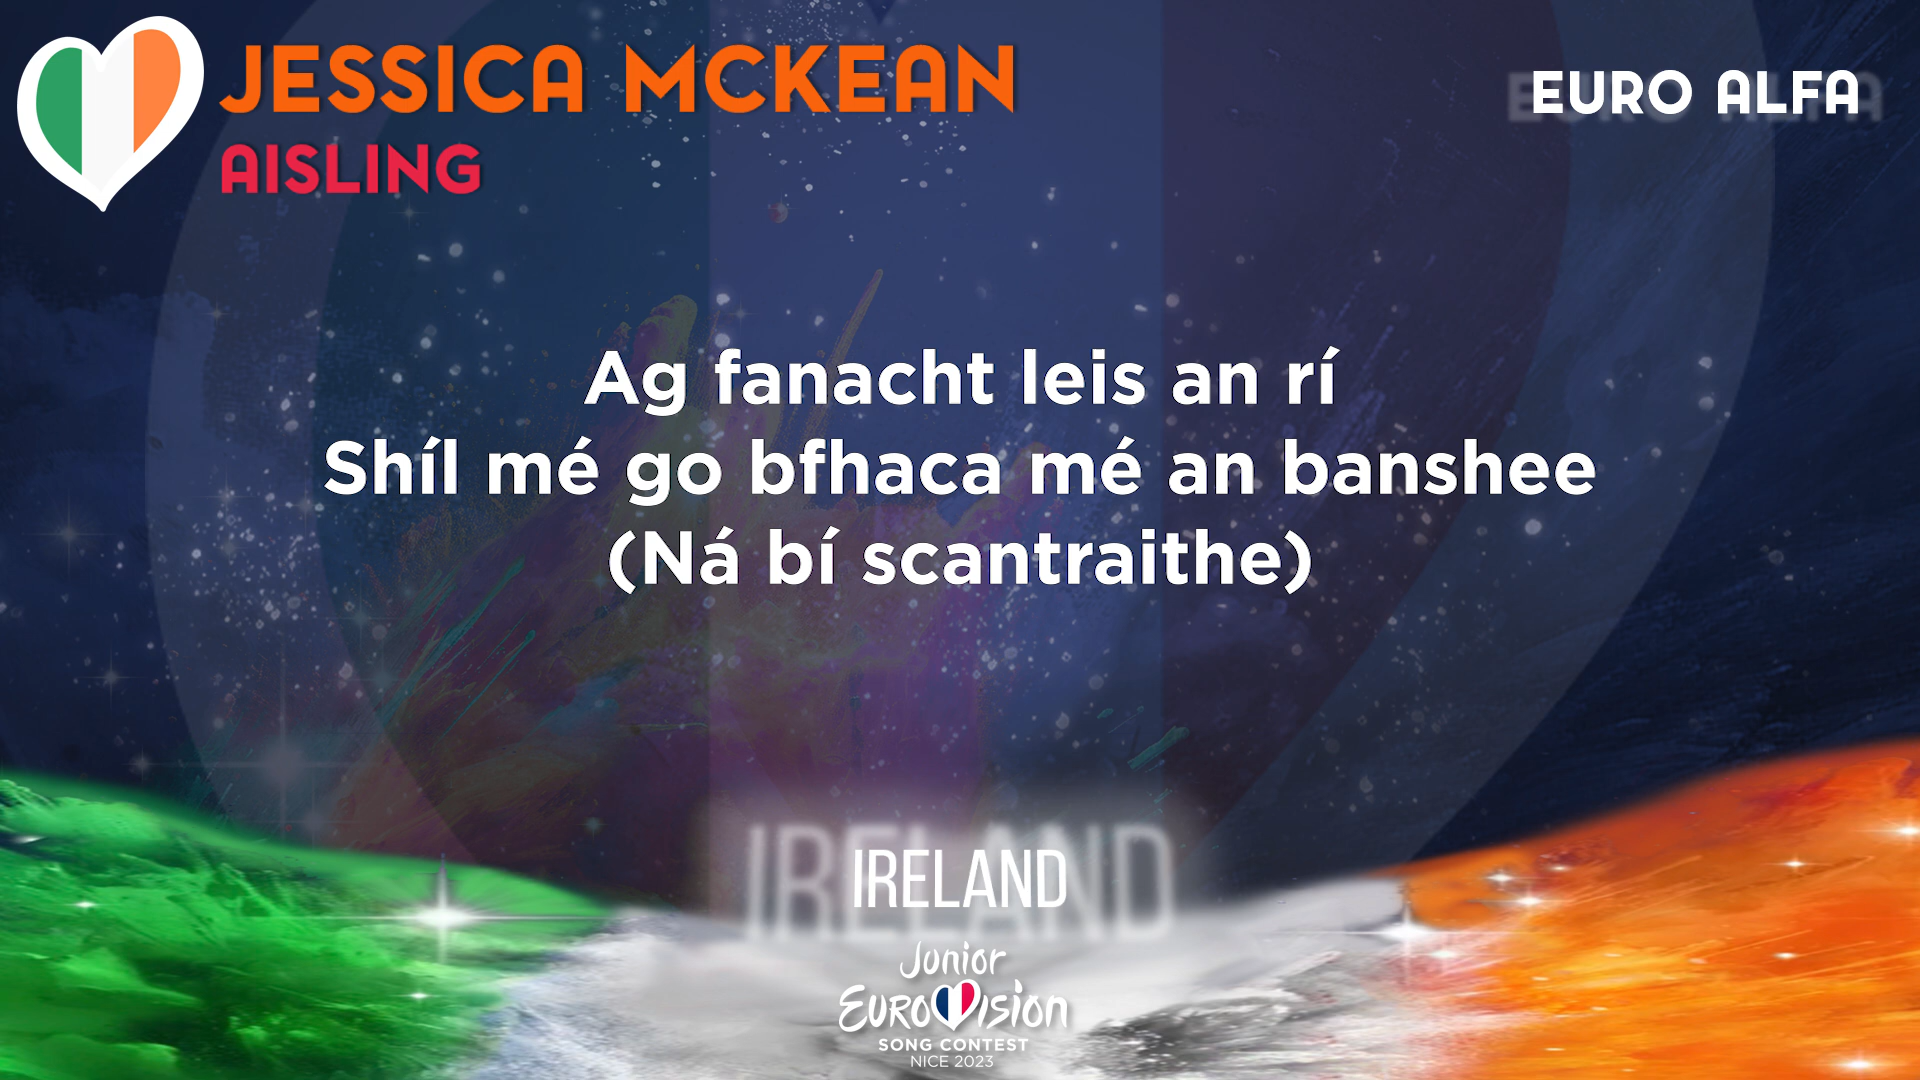 JESSICA MCKEAN
AISLING
EURO ALFA
Ag fanacht leis an rí
Shíl mé go bfhaca mé an banshee
(Ná bí scantraithe)
IRELAND
Junior
EUROVISION
SONG CONTEST
NICE 2023